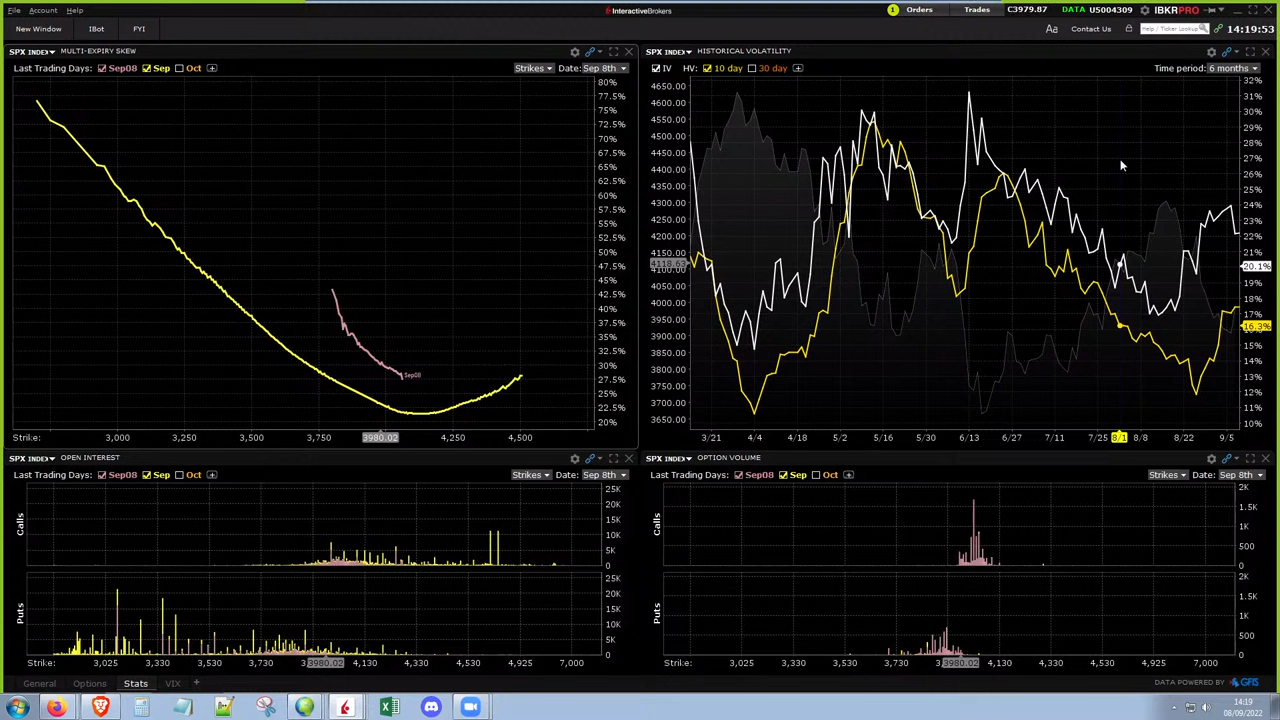 File Account Help InteractiveBrokers 1 Orders Trades C3979.87 DATA U5004309 IBKRPRO
New Window IBot FYI Aa Contact Us Help / Ticker Lookup 14:19:53
SPX INDEX MULTI-EXPIRY SKEW
Last Trading Days: Sep08 Sep Oct Strikes Date: Sep 8th
80%
77.5%
75%
72.5%
70%
67.5%
65%
62.5%
60%
57.5%
55%
52.5%
50%
47.5%
45%
42.5%
40%
37.5%
35%
32.5%
30%
27.5%
25%
22.5%
20%
Sep08
Strike: 3,000 3,250 3,500 3,750 3980.02 4,250 4,500
SPX INDEX HISTORICAL VOLATILITY
IV HV: 10 day 30 day Time period: 6 months
4650.00
4600.00
4550.00
4500.00
4450.00
4400.00
4350.00
4300.00
4250.00
4200.00
4150.00
4118.63
4100.00
4050.00
4000.00
3950.00
3900.00
3850.00
3800.00
3750.00
3700.00
3650.00
32%
31%
30%
29%
28%
27%
26%
25%
24%
23%
22%
21%
20.1%
19%
18%
17%
16.3%
15%
14%
13%
12%
11%
10%
3/21 4/4 4/18 5/2 5/16 5/30 6/13 6/27 7/11 7/25 8/1 8/8 8/22 9/5
SPX INDEX OPEN INTEREST
Last Trading Days: Sep08 Sep Oct Strikes Date: Sep 8th
Calls
25K
20K
15K
10K
5K
0
Puts
25K
20K
15K
10K
5K
0
Strike: 3,025 3,330 3,530 3,730 3980.02 4,130 4,330 4,530 4,925 7,000
SPX INDEX OPTION VOLUME
Last Trading Days: Sep08 Sep Oct Strikes Date: Sep 8th
Calls
2K
1.5K
1K
500
0
Puts
2K
1.5K
1K
500
0
Strike: 3,025 3,330 3,530 3,730 3980.02 4,130 4,330 4,530 4,925 7,000
General Options Stats VIX + DATA POWERED BY GFIS
14:19
08/09/2022